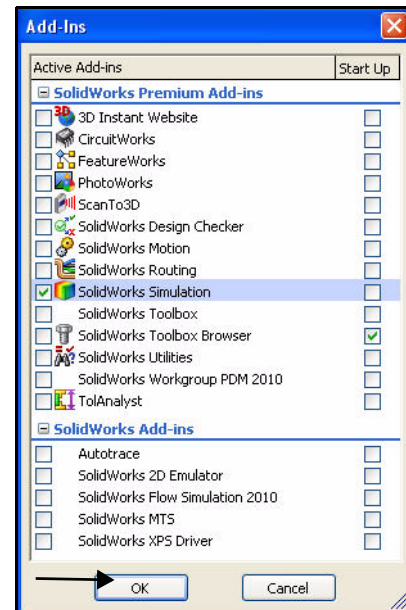 Add-Ins
Active Add-ins Start Up
SolidWorks Premium Add-ins
3D Instant Website
CircuitWorks
FeatureWorks
PhotoWorks
ScanTo3D
SolidWorks Design Checker
SolidWorks Motion
SolidWorks Routing
SolidWorks Simulation
SolidWorks Toolbox
SolidWorks Toolbox Browser
SolidWorks Utilities
SolidWorks Workgroup PDM 2010
TolAnalyst
SolidWorks Add-ins
Autotrace
SolidWorks 2D Emulator
SolidWorks Flow Simulation 2010
SolidWorks MTS
SolidWorks XPS Driver
OK Cancel